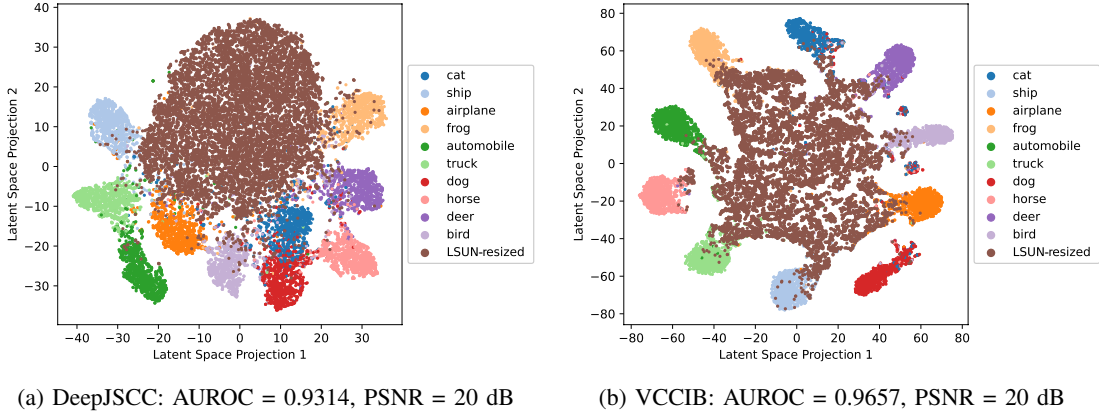 40
30
20
10
0
−10
−20
−30
−40
−30
−20
−10
0
10
20
30
Latent Space Projection 2
Latent Space Projection 1
cat
ship
airplane
frog
automobile
truck
dog
horse
deer
bird
LSUN-resized
(a) DeepJSCC: AUROC = 0.9314, PSNR = 20 dB
80
60
40
20
0
−20
−40
−60
−80
−80
−60
−40
−20
0
20
40
60
80
Latent Space Projection 2
Latent Space Projection 1
cat
ship
airplane
frog
automobile
truck
dog
horse
deer
bird
LSUN-resized
(b) VCCIB: AUROC = 0.9657, PSNR = 20 dB